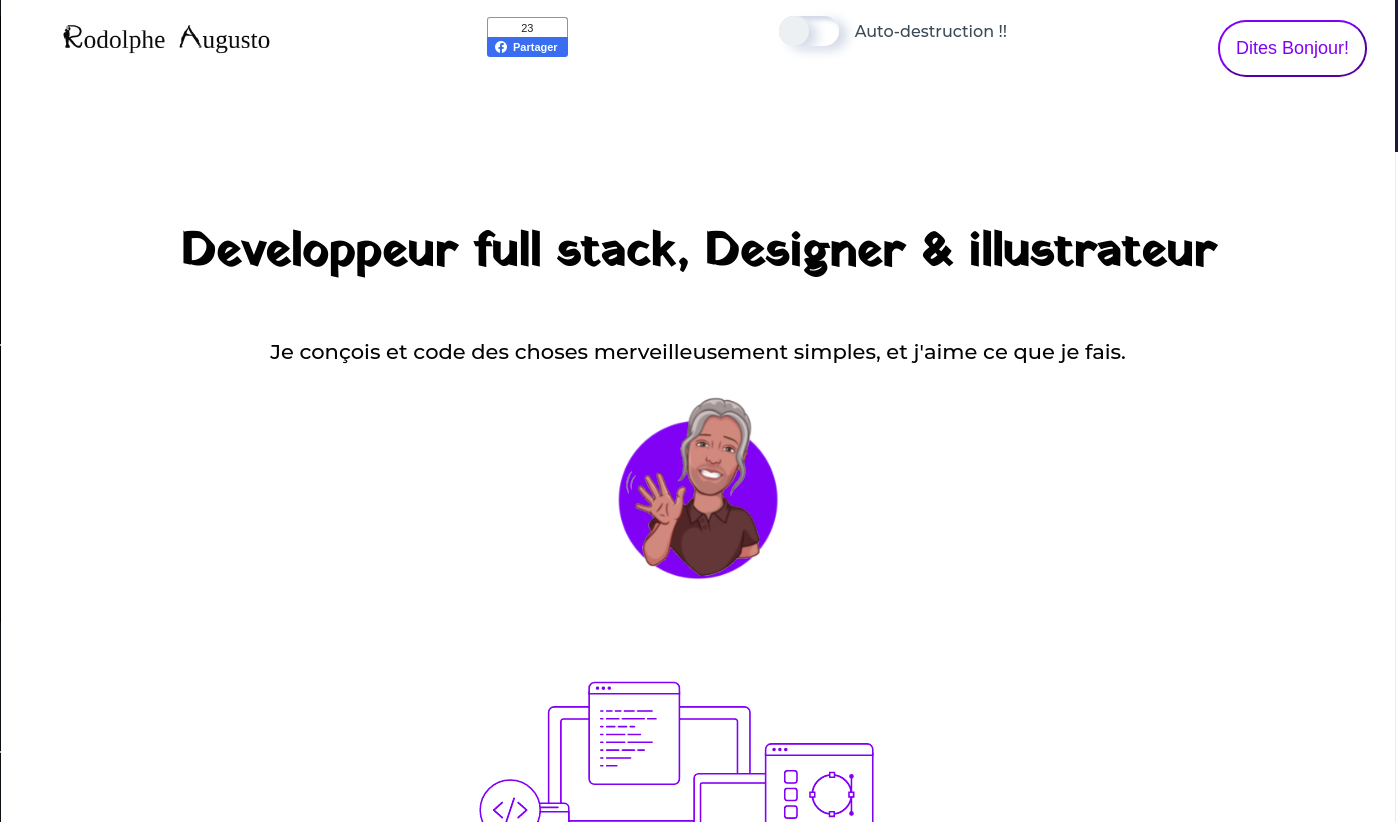 Rodolphe Augusto
23
Partager
Auto-destruction !!
Dites Bonjour!
Developpeur full stack, Designer & illustrateur
Je conçois et code des choses merveilleusement simples, et j'aime ce que je fais.
</>